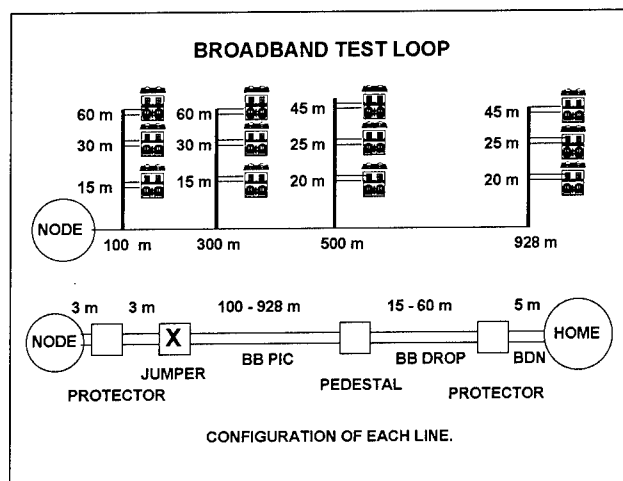 BROADBAND TEST LOOP
60 m 60 m 45 m 45 m
30 m 30 m 25 m 25 m
15 m 15 m 20 m 20 m
NODE
100 m 300 m 500 m 928 m
3 m 3 m 100 - 928 m 15 - 60 m 5 m
NODE X HOME
BB PIC BB DROP BDN
JUMPER PEDESTAL
PROTECTOR PROTECTOR
CONFIGURATION OF EACH LINE.